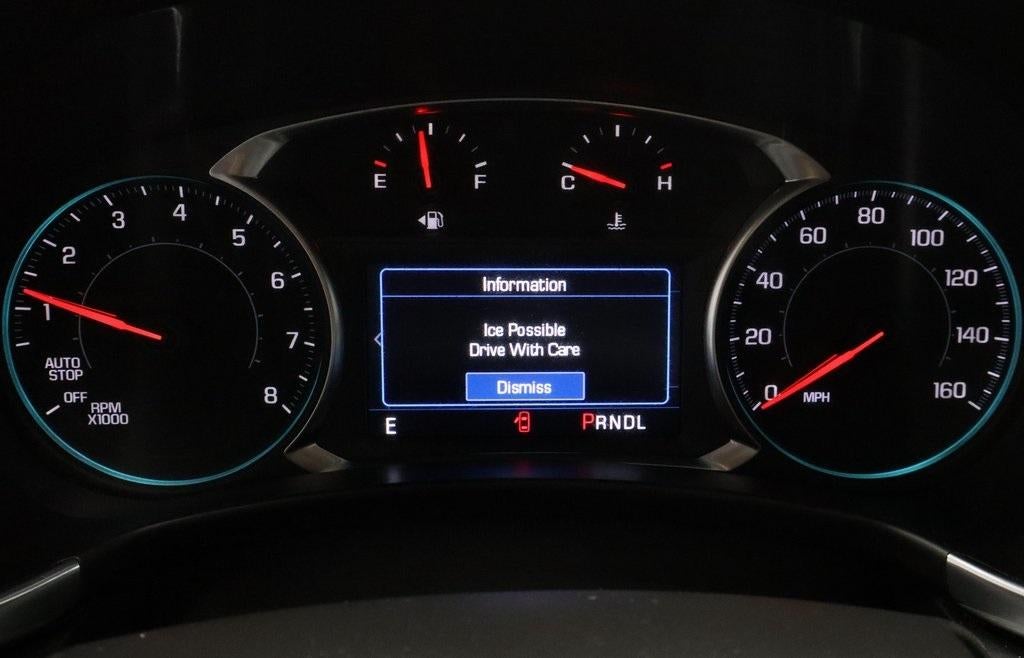 E F
C H
1
2
3
4
5
6
7
8
AUTO
STOP
OFF
RPM
X1000
Information
Ice Possible
Drive With Care
Dismiss
E PRNDL
0
20
40
60
80
100
120
140
160
MPH